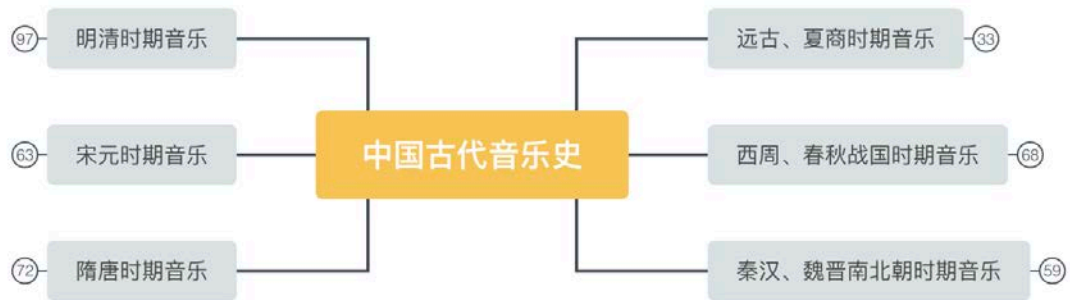 中国古代音乐史
远古、夏商时期音乐
33
西周、春秋战国时期音乐
68
秦汉、魏晋南北朝时期音乐
59
隋唐时期音乐
72
宋元时期音乐
63
明清时期音乐
97